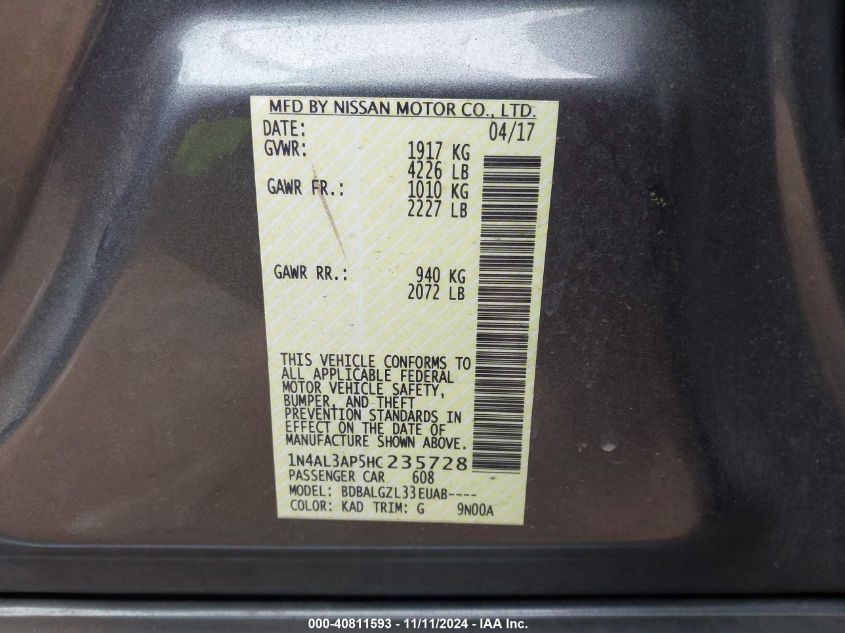 MFD BY NISSAN MOTOR CO., LTD.
DATE: 04/17
GVWR: 1917 KG
4226 LB
GAWR FR.: 1010 KG
2227 LB
GAWR RR.: 940 KG
2072 LB
THIS VEHICLE CONFORMS TO
ALL APPLICABLE FEDERAL
MOTOR VEHICLE SAFETY,
BUMPER, AND THEFT
PREVENTION STANDARDS IN
EFFECT ON THE DATE OF
MANUFACTURE SHOWN ABOVE.
1N4AL3AP5HC235728
PASSENGER CAR 608
MODEL: BDBALGZL33EUAB----
COLOR: KAD TRIM: G 9N00A
000-40811593 - 11/11/2024 - IAA Inc.